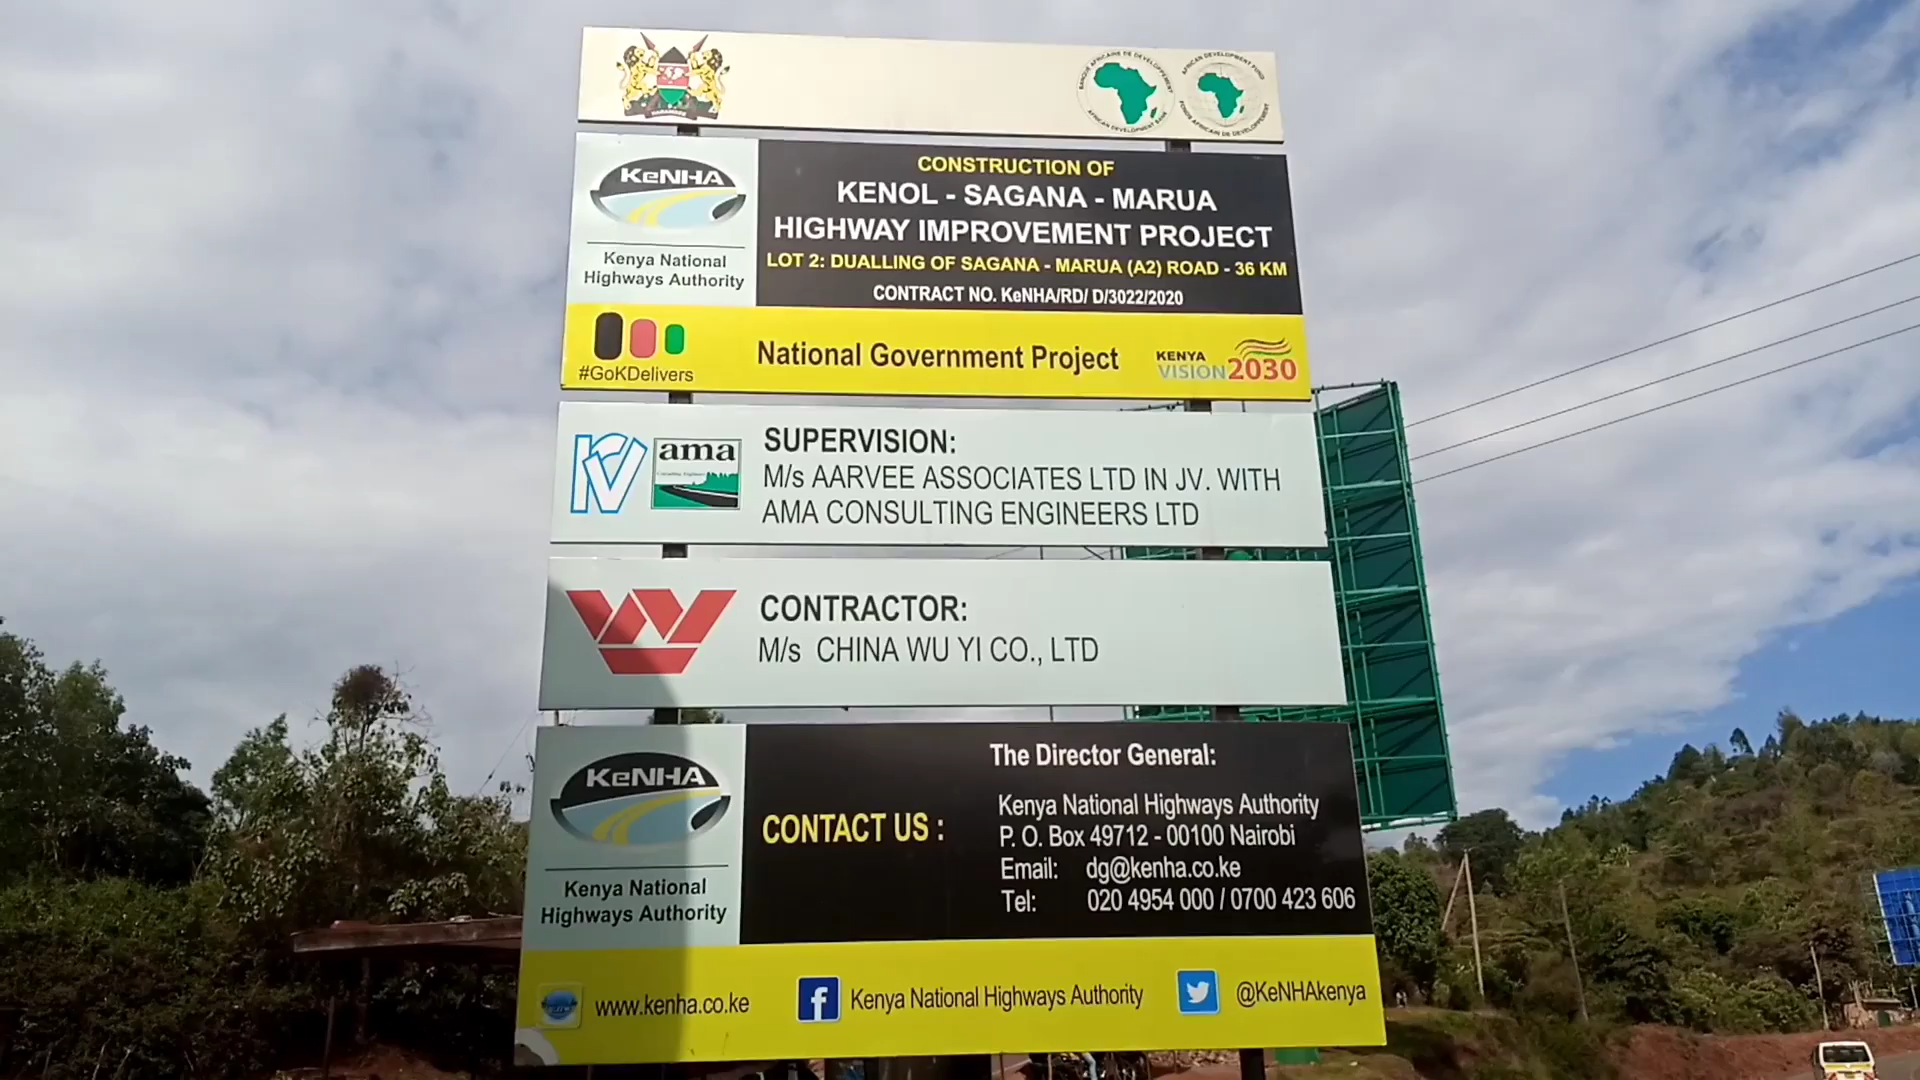 BANQUE AFRICAINE DE DEVELOPPEMENT
AFRICAN DEVELOPMENT BANK
AFRICAN DEVELOPMENT FUND
FONDS AFRICAIN DE DEVELOPPEMENT
KeNHA
Kenya National
Highways Authority
CONSTRUCTION OF
KENOL - SAGANA - MARUA
HIGHWAY IMPROVEMENT PROJECT
LOT 2: DUALLING OF SAGANA - MARUA (A2) ROAD - 36 KM
CONTRACT NO. KeNHA/RD/ D/3022/2020
#GoKDelivers
National Government Project
KENYA
VISION 2030
ama
Consulting Engineers
SUPERVISION:
M/s AARVEE ASSOCIATES LTD IN JV. WITH
AMA CONSULTING ENGINEERS LTD
CONTRACTOR:
M/s CHINA WU YI CO., LTD
KeNHA
Kenya National
Highways Authority
CONTACT US :
The Director General:
Kenya National Highways Authority
P. O. Box 49712 - 00100 Nairobi
Email: dg@kenha.co.ke
Tel: 020 4954 000 / 0700 423 606
www.kenha.co.ke
f
Kenya National Highways Authority
@KeNHAkenya